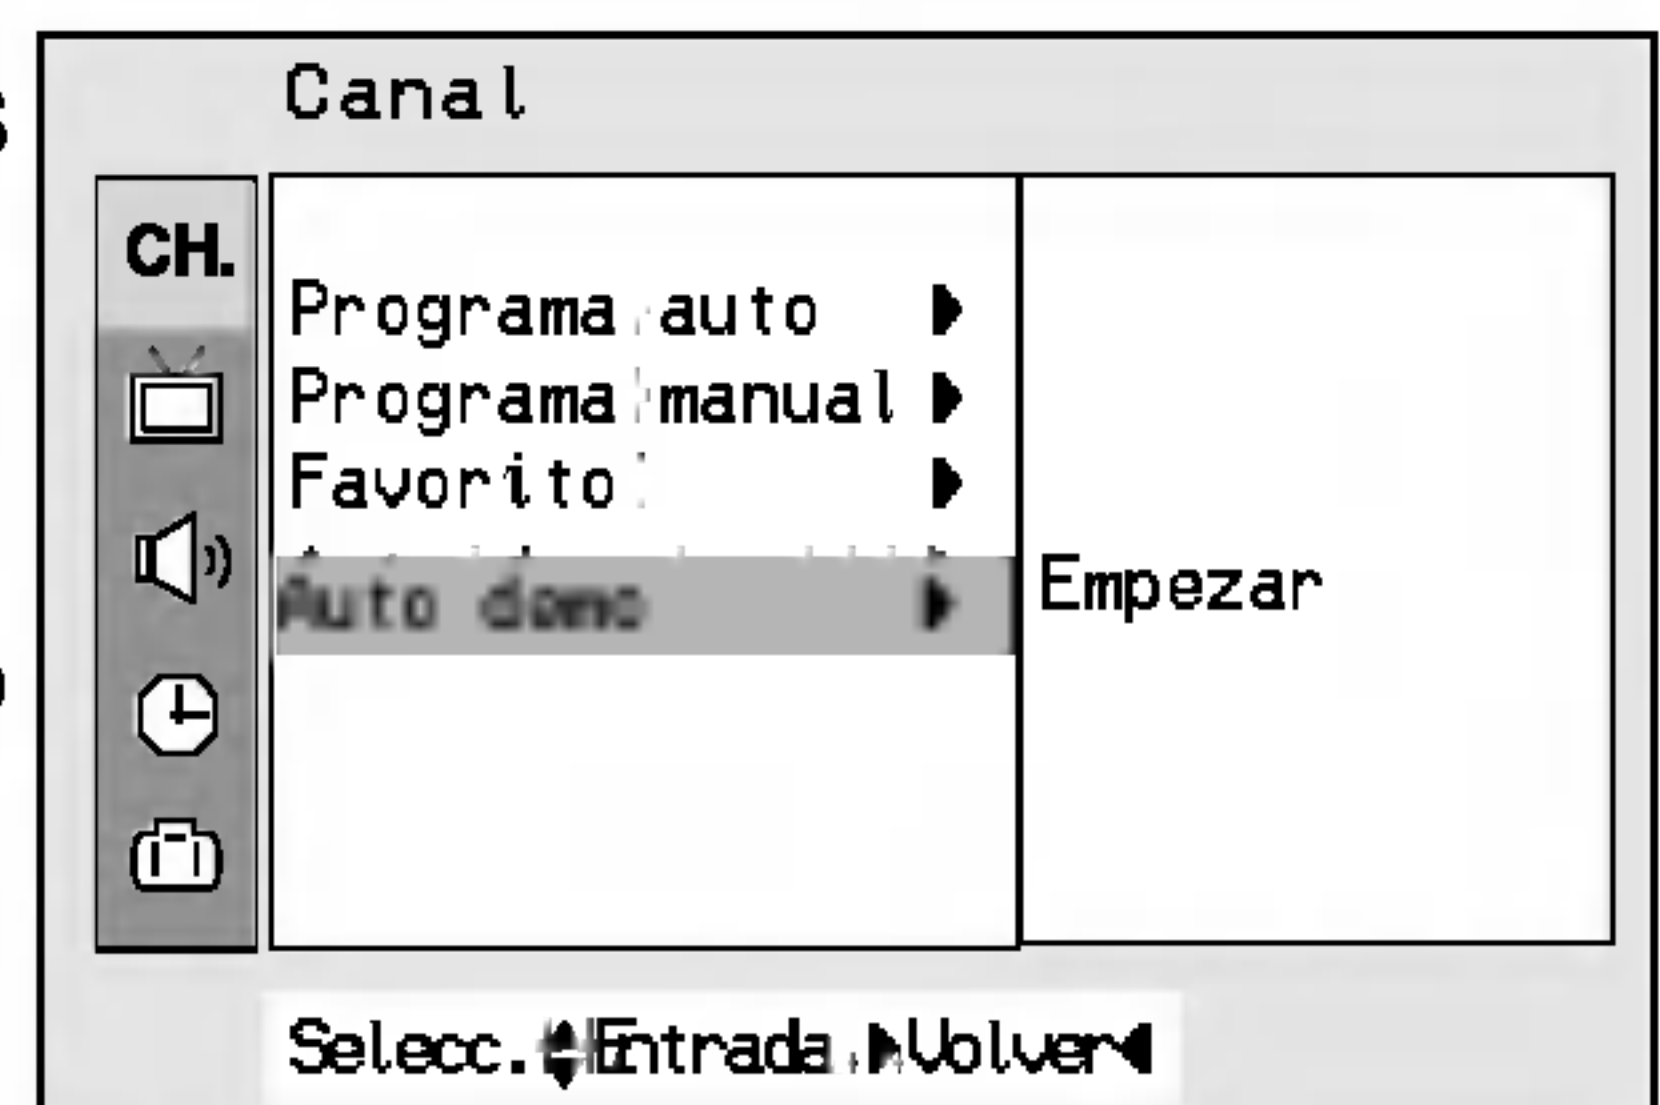 Canal
CH.
Programa auto
Programa manual
Favorito
Auto demo
Empezar
Selecc. Entrada Volver